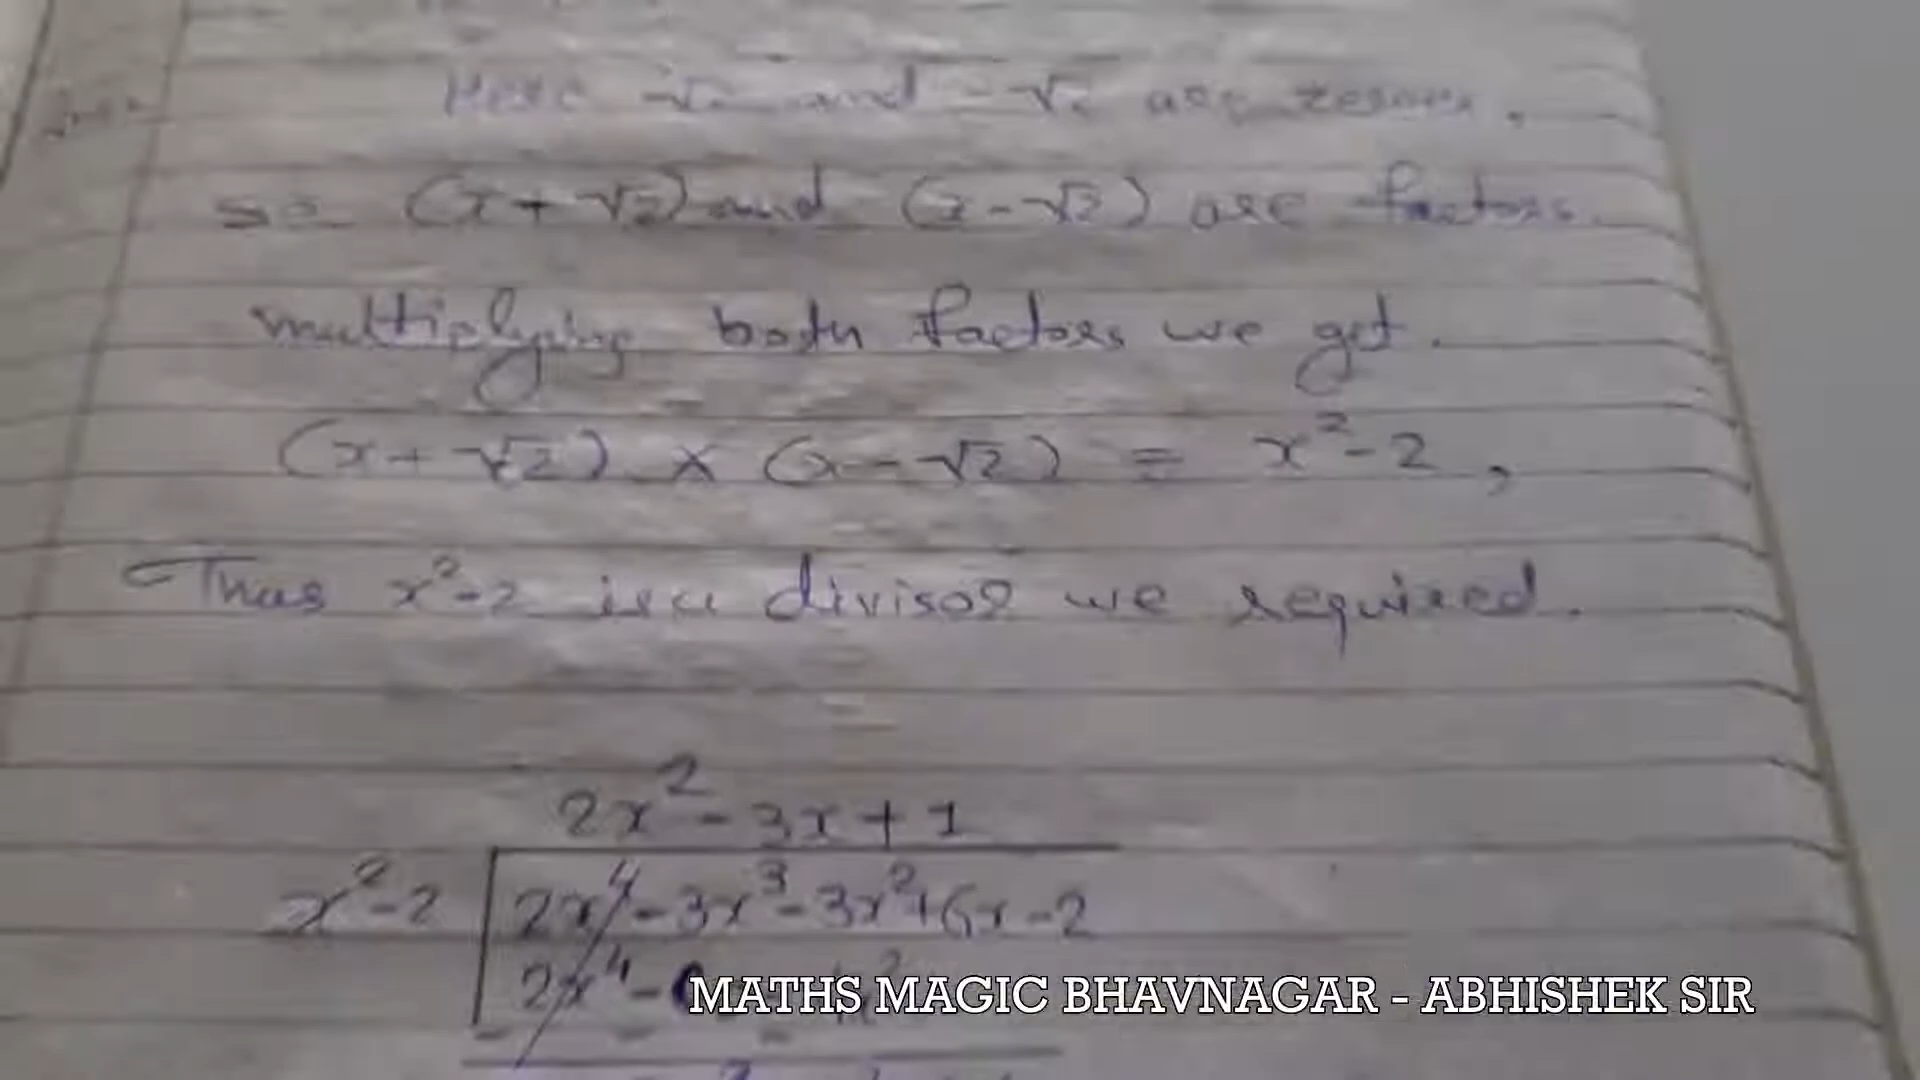 Here √2 and -√2 are zeroes.
so (x+√2) and (x-√2) are factors.
multiplying both factors we get.
(x+√2) × (x-√2) = x²-2,
Thus x²-2 is a divisor we required.
2x²-3x+1
x²-2 2x⁴-3x³-3x²+6x-2
2x⁴-
MATHS MAGIC BHAVNAGAR - ABHISHEK SIR